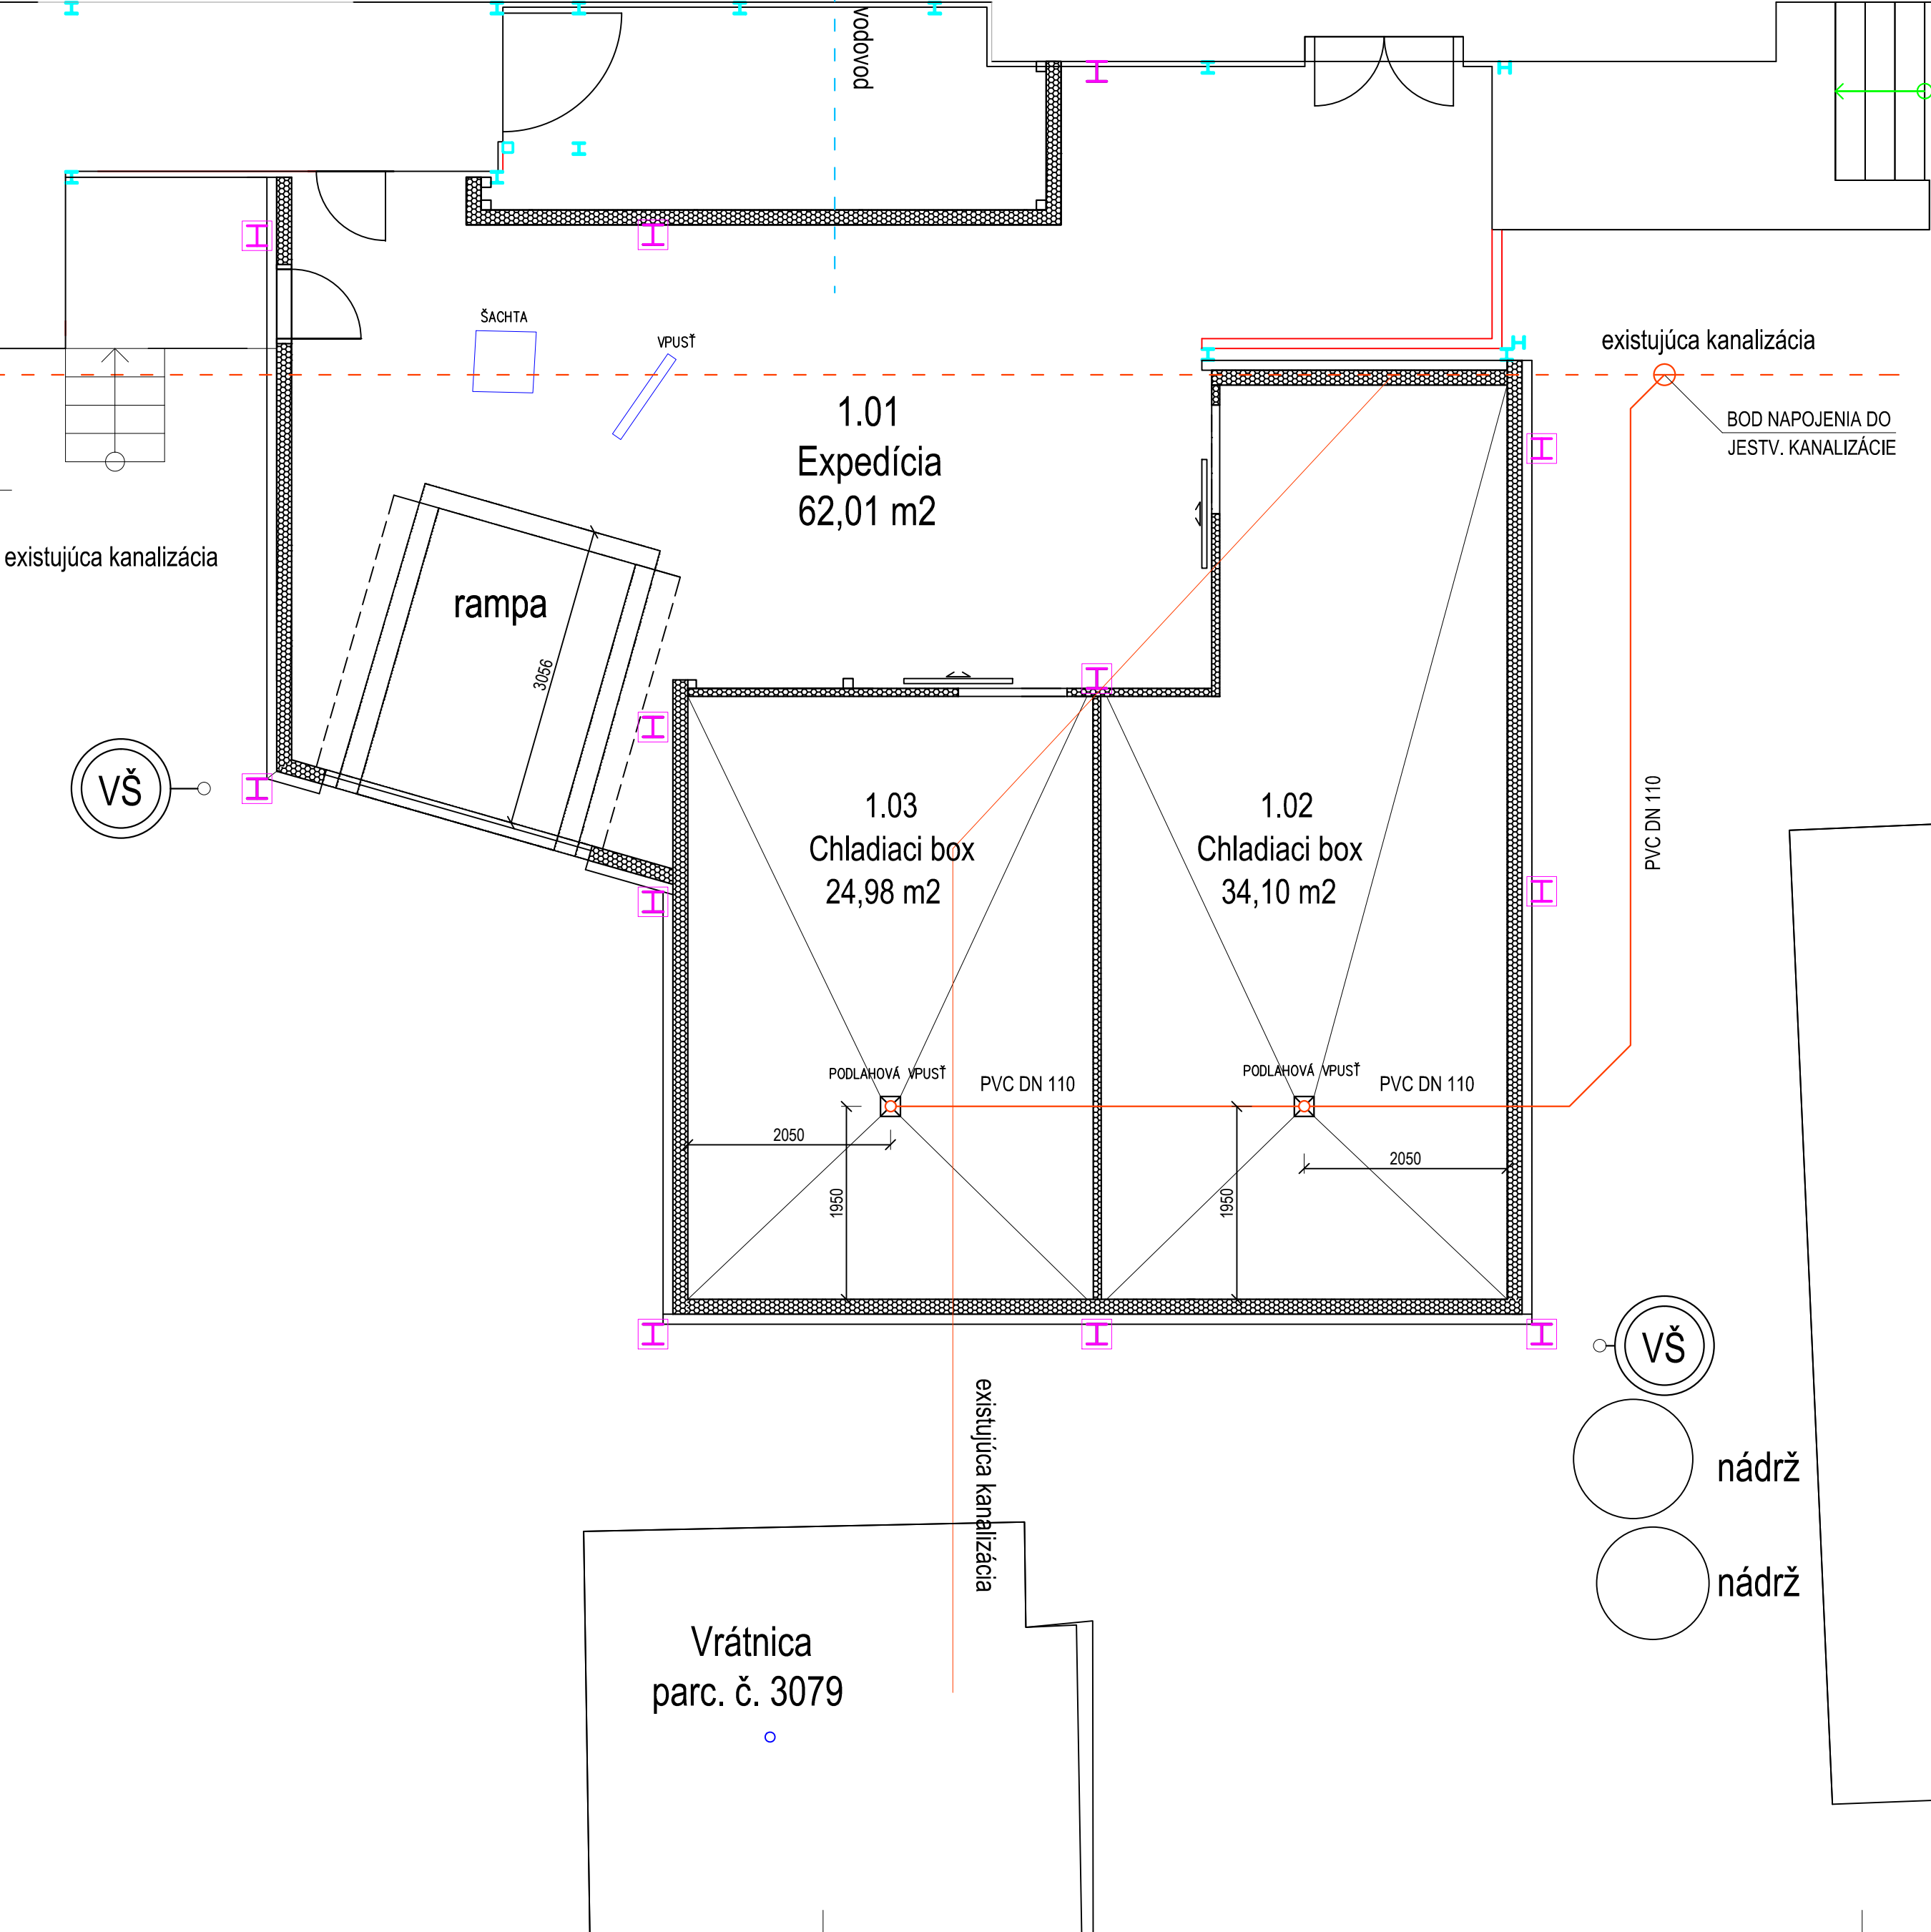 vodovod
ŠACHTA
VPUSŤ
existujúca kanalizácia
1.01
Expedícia
62,01 m2
BOD NAPOJENIA DO
JESTV. KANALIZÁCIE
existujúca kanalizácia
rampa
3056
VŠ
1.03
Chladiaci box
24,98 m2
1.02
Chladiaci box
34,10 m2
PVC DN 110
PODLAHOVÁ VPUSŤ
PVC DN 110
PODLAHOVÁ VPUSŤ
PVC DN 110
2050
2050
1950
1950
VŠ
existujúca kanalizácia
nádrž
nádrž
Vrátnica
parc. č. 3079